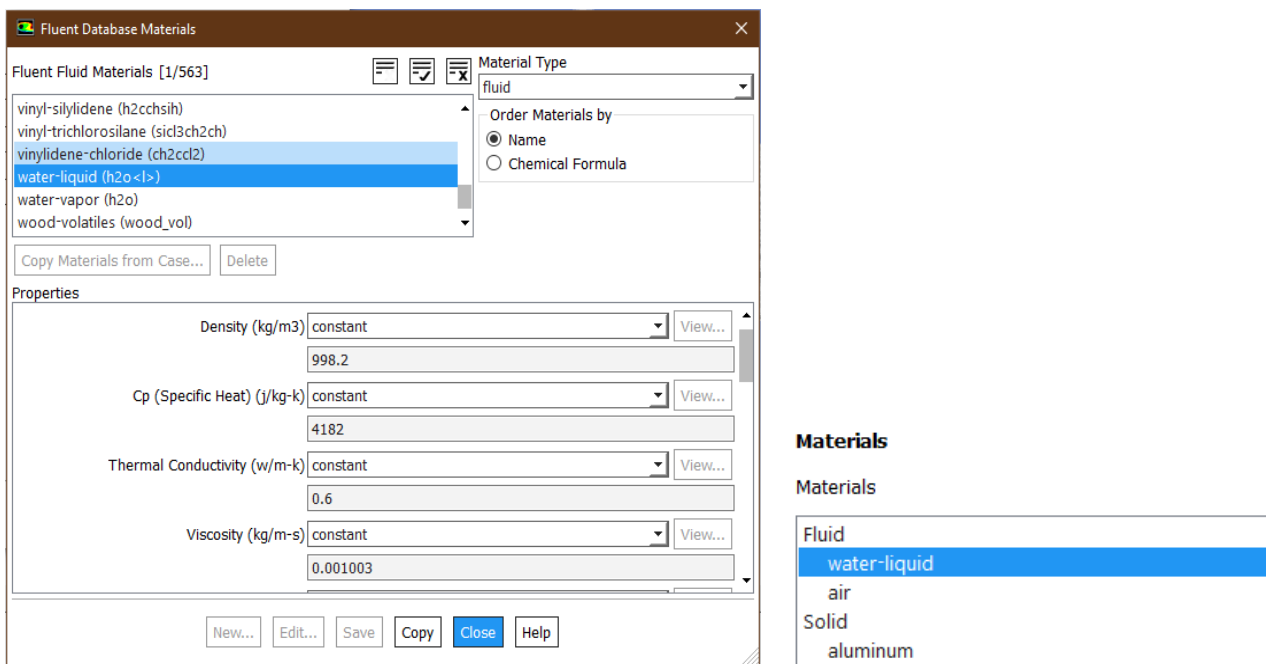 Fluent Database Materials
Fluent Fluid Materials [1/563]
Material Type
fluid
vinyl-silylidene (h2cchsih)
vinyl-trichlorosilane (sicl3ch2ch)
vinylidene-chloride (ch2ccl2)
water-liquid (h2o<l>)
water-vapor (h2o)
wood-volatiles (wood_vol)
Order Materials by
Name
Chemical Formula
Copy Materials from Case... Delete
Properties
Density (kg/m3) constant View...
998.2
Cp (Specific Heat) (j/kg-k) constant View...
4182
Thermal Conductivity (w/m-k) constant View...
0.6
Viscosity (kg/m-s) constant View...
0.001003
New... Edit... Save Copy Close Help
Materials
Materials
Fluid
water-liquid
air
Solid
aluminum